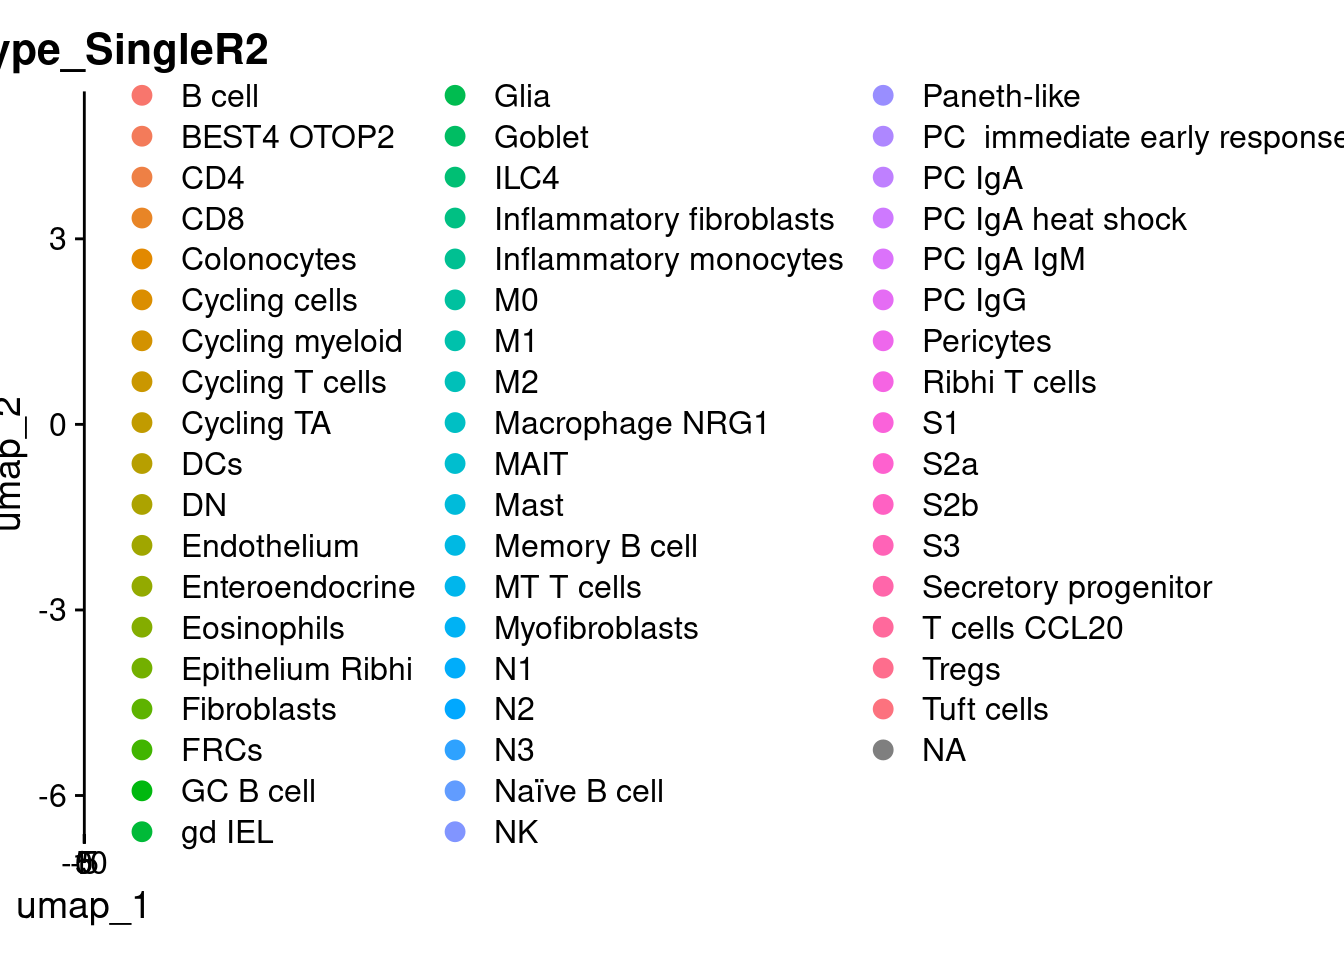 ype_SingleR2
B cell
BEST4 OTOP2
CD4
CD8
Colonocytes
Cycling cells
Cycling myeloid
Cycling T cells
Cycling TA
DCs
DN
Endothelium
Enteroendocrine
Eosinophils
Epithelium Ribhi
Fibroblasts
FRCs
GC B cell
gd IEL
Glia
Goblet
ILC4
Inflammatory fibroblasts
Inflammatory monocytes
M0
M1
M2
Macrophage NRG1
MAIT
Mast
Memory B cell
MT T cells
Myofibroblasts
N1
N2
N3
Naïve B cell
NK
Paneth-like
PC  immediate early response
PC IgA
PC IgA heat shock
PC IgA IgM
PC IgG
Pericytes
Ribhi T cells
S1
S2a
S2b
S3
Secretory progenitor
T cells CCL20
Tregs
Tuft cells
NA
umap_2
3
0
-3
-6
umap_1